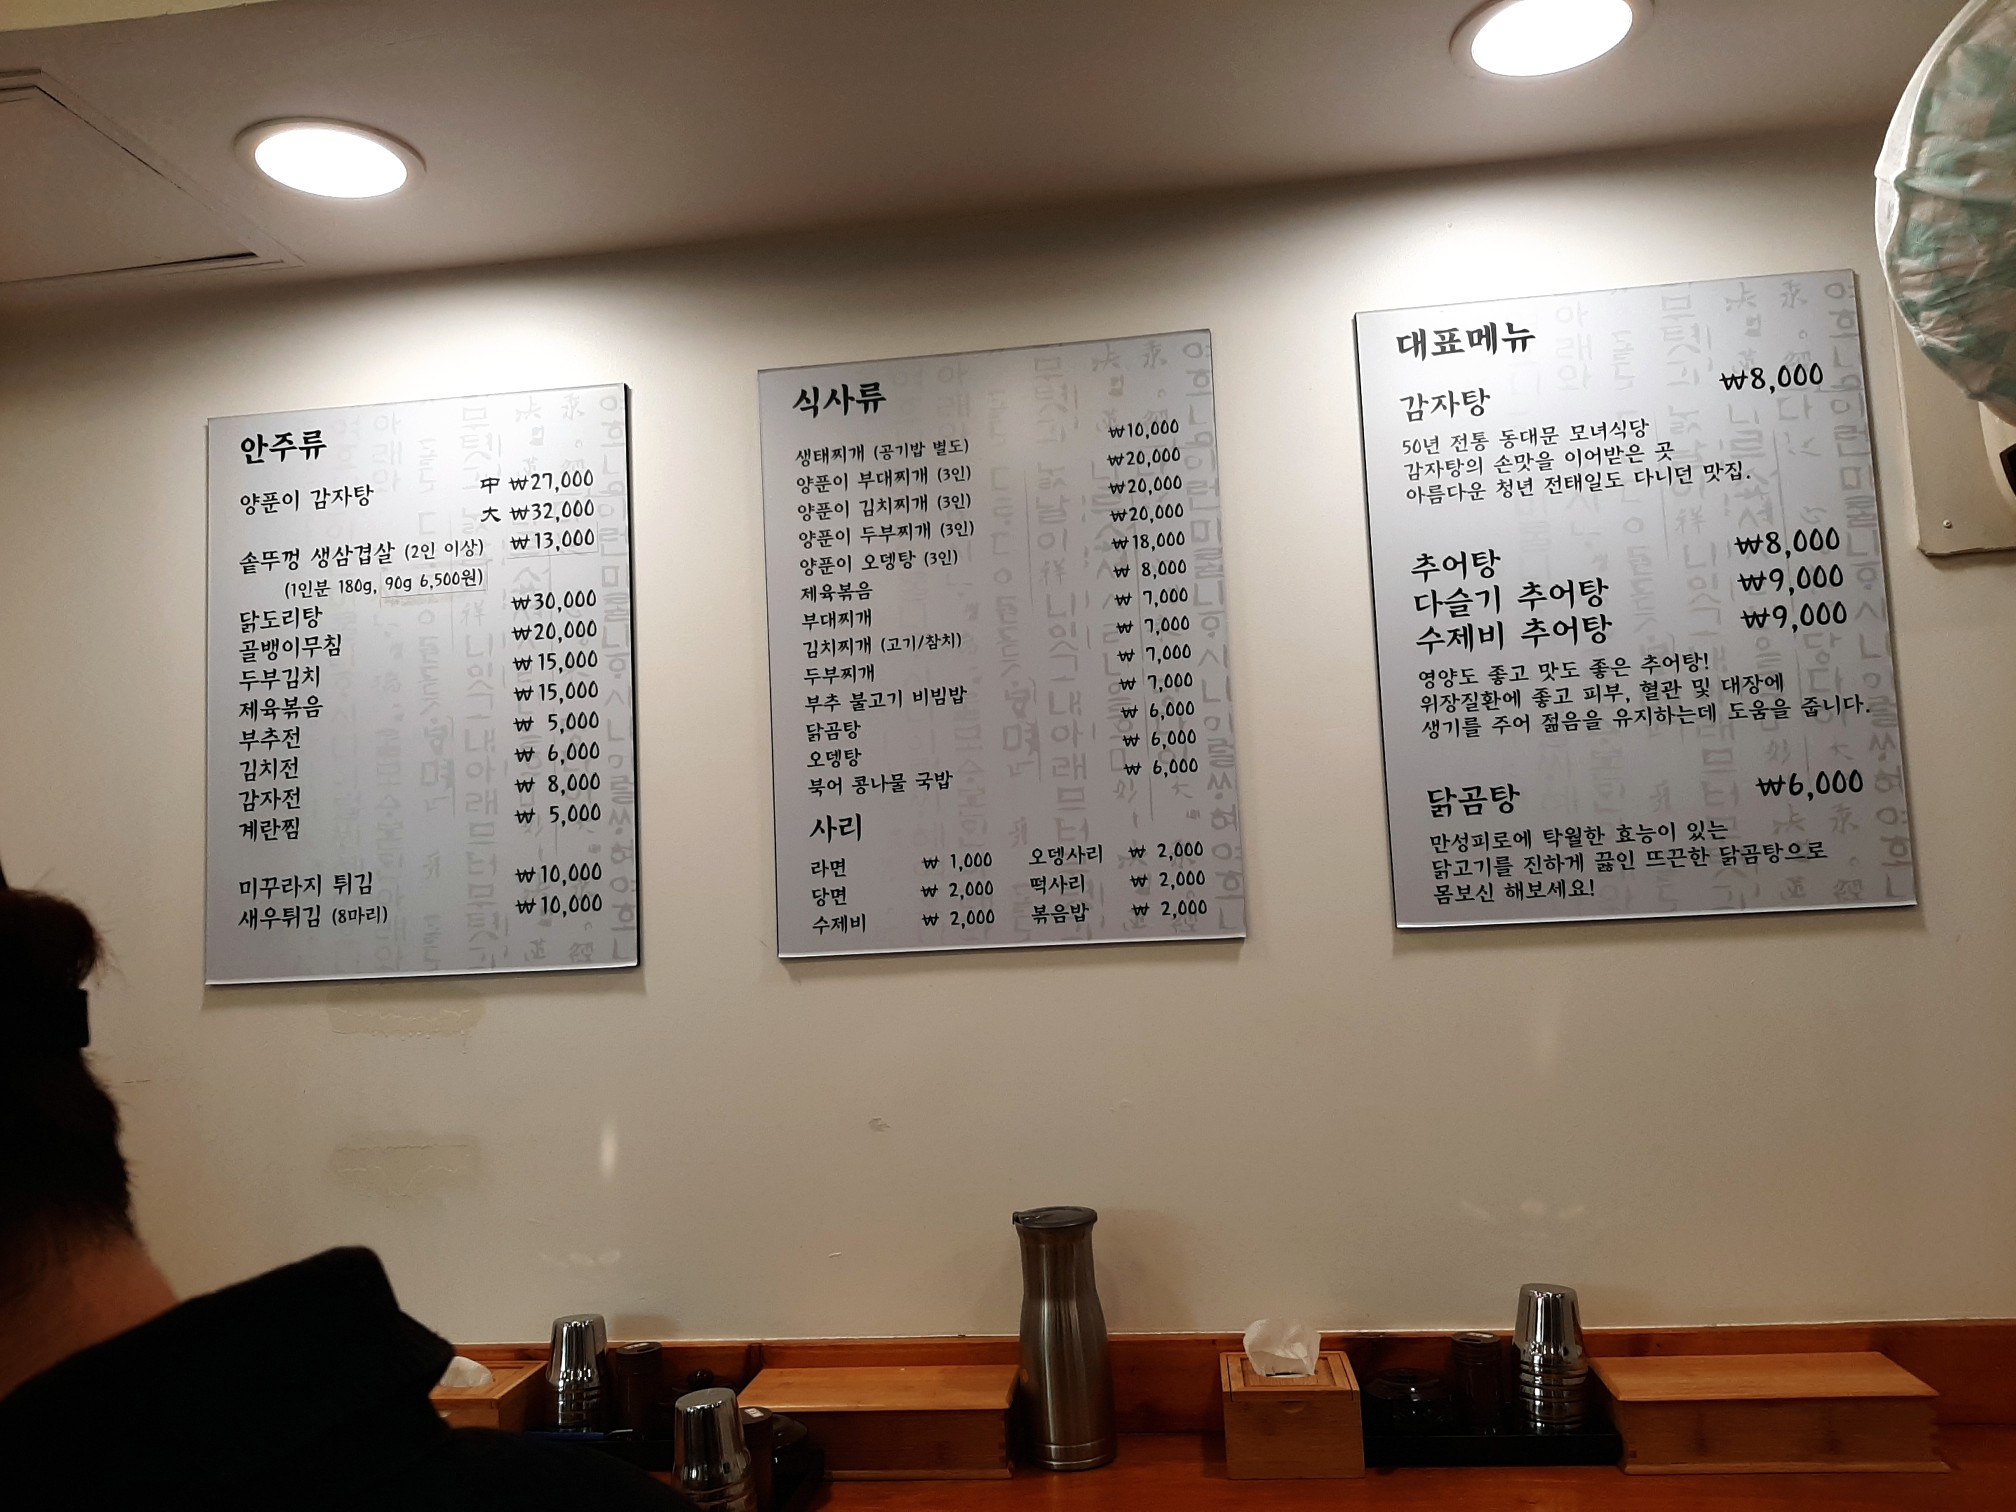 안주류
양푼이 감자탕 中 ₩27,000
大 ₩32,000
솥뚜껑 생삼겹살 (2인 이상) ₩13,000
(1인분 180g, 90g 6,500원)
닭도리탕 ₩30,000
골뱅이무침 ₩20,000
두부김치 ₩15,000
제육볶음 ₩15,000
부추전 ₩ 5,000
김치전 ₩ 6,000
감자전 ₩ 8,000
계란찜 ₩ 5,000
미꾸라지 튀김 ₩10,000
새우튀김 (8마리) ₩10,000
식사류
생태찌개 (공기밥 별도) ₩10,000
양푼이 부대찌개 (3인) ₩20,000
양푼이 김치찌개 (3인) ₩20,000
양푼이 두부찌개 (3인) ₩20,000
양푼이 오뎅탕 (3인) ₩18,000
제육볶음 ₩ 8,000
부대찌개 ₩ 7,000
김치찌개 (고기/참치) ₩ 7,000
두부찌개 ₩ 7,000
부추 불고기 비빔밥 ₩ 7,000
닭곰탕 ₩ 6,000
오뎅탕 ₩ 6,000
북어 콩나물 국밥 ₩ 6,000
사리
라면 ₩ 1,000 오뎅사리 ₩ 2,000
당면 ₩ 2,000 떡사리 ₩ 2,000
수제비 ₩ 2,000 볶음밥 ₩ 2,000
대표메뉴
감자탕 ₩8,000
50년 전통 동대문 모녀식당
감자탕의 손맛을 이어받은 곳
아름다운 청년 전태일도 다니던 맛집.
추어탕 ₩8,000
다슬기 추어탕 ₩9,000
수제비 추어탕 ₩9,000
영양도 좋고 맛도 좋은 추어탕!
위장질환에 좋고 피부, 혈관 및 대장에
생기를 주어 젊음을 유지하는데 도움을 줍니다.
닭곰탕 ₩6,000
만성피로에 탁월한 효능이 있는
닭고기를 진하게 끓인 뜨끈한 닭곰탕으로
몸보신 해보세요!